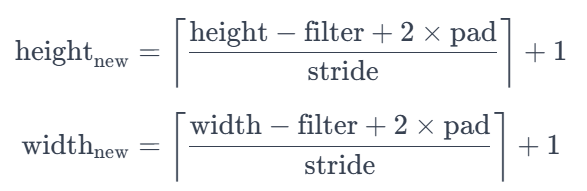 height_new = ⌈(height − filter + 2 × pad) / stride⌉ + 1
width_new = ⌈(width − filter + 2 × pad) / stride⌉ + 1